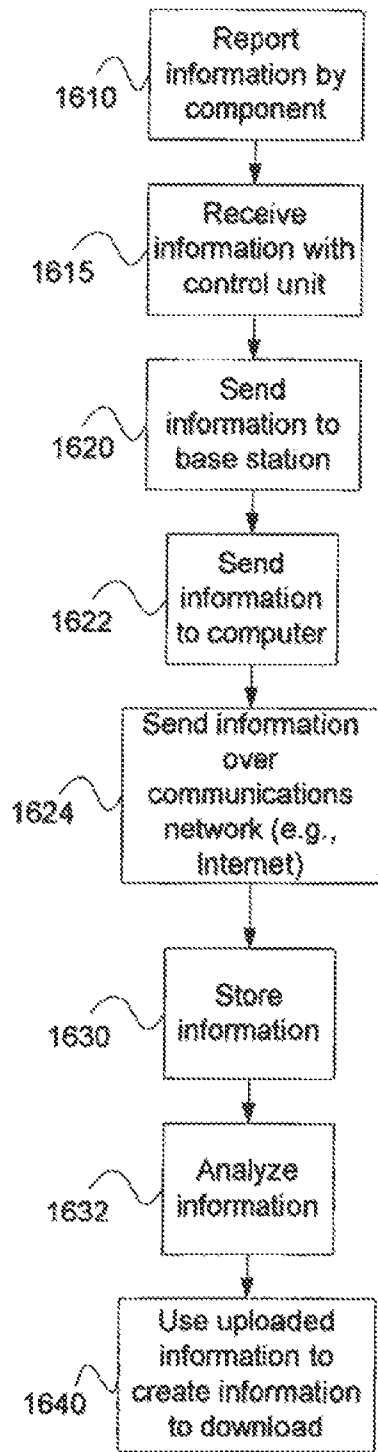 Report
information by
component
1610
Receive
information with
control unit
1615
Send
information to
base station
1620
Send
information
to computer
1622
Send information
over
communications
network (e.g.,
Internet)
1624
Store
information
1630
Analyze
information
1632
Use uploaded
information to
create information
to download
1640